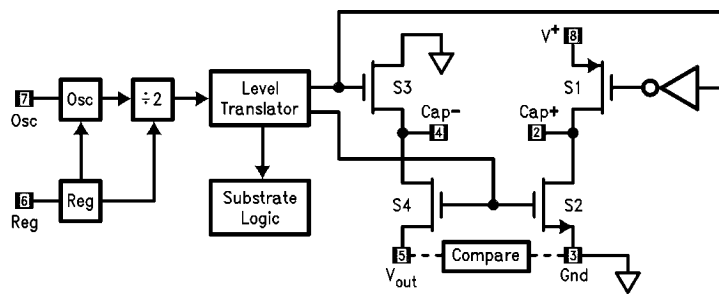 V+
8
S3
S1
7
Osc
÷2
Level
Translator
Cap-
Cap+
Osc
4
2
6
Reg
Substrate
Logic
S4
S2
Reg
5
Compare
3
Vout
Gnd